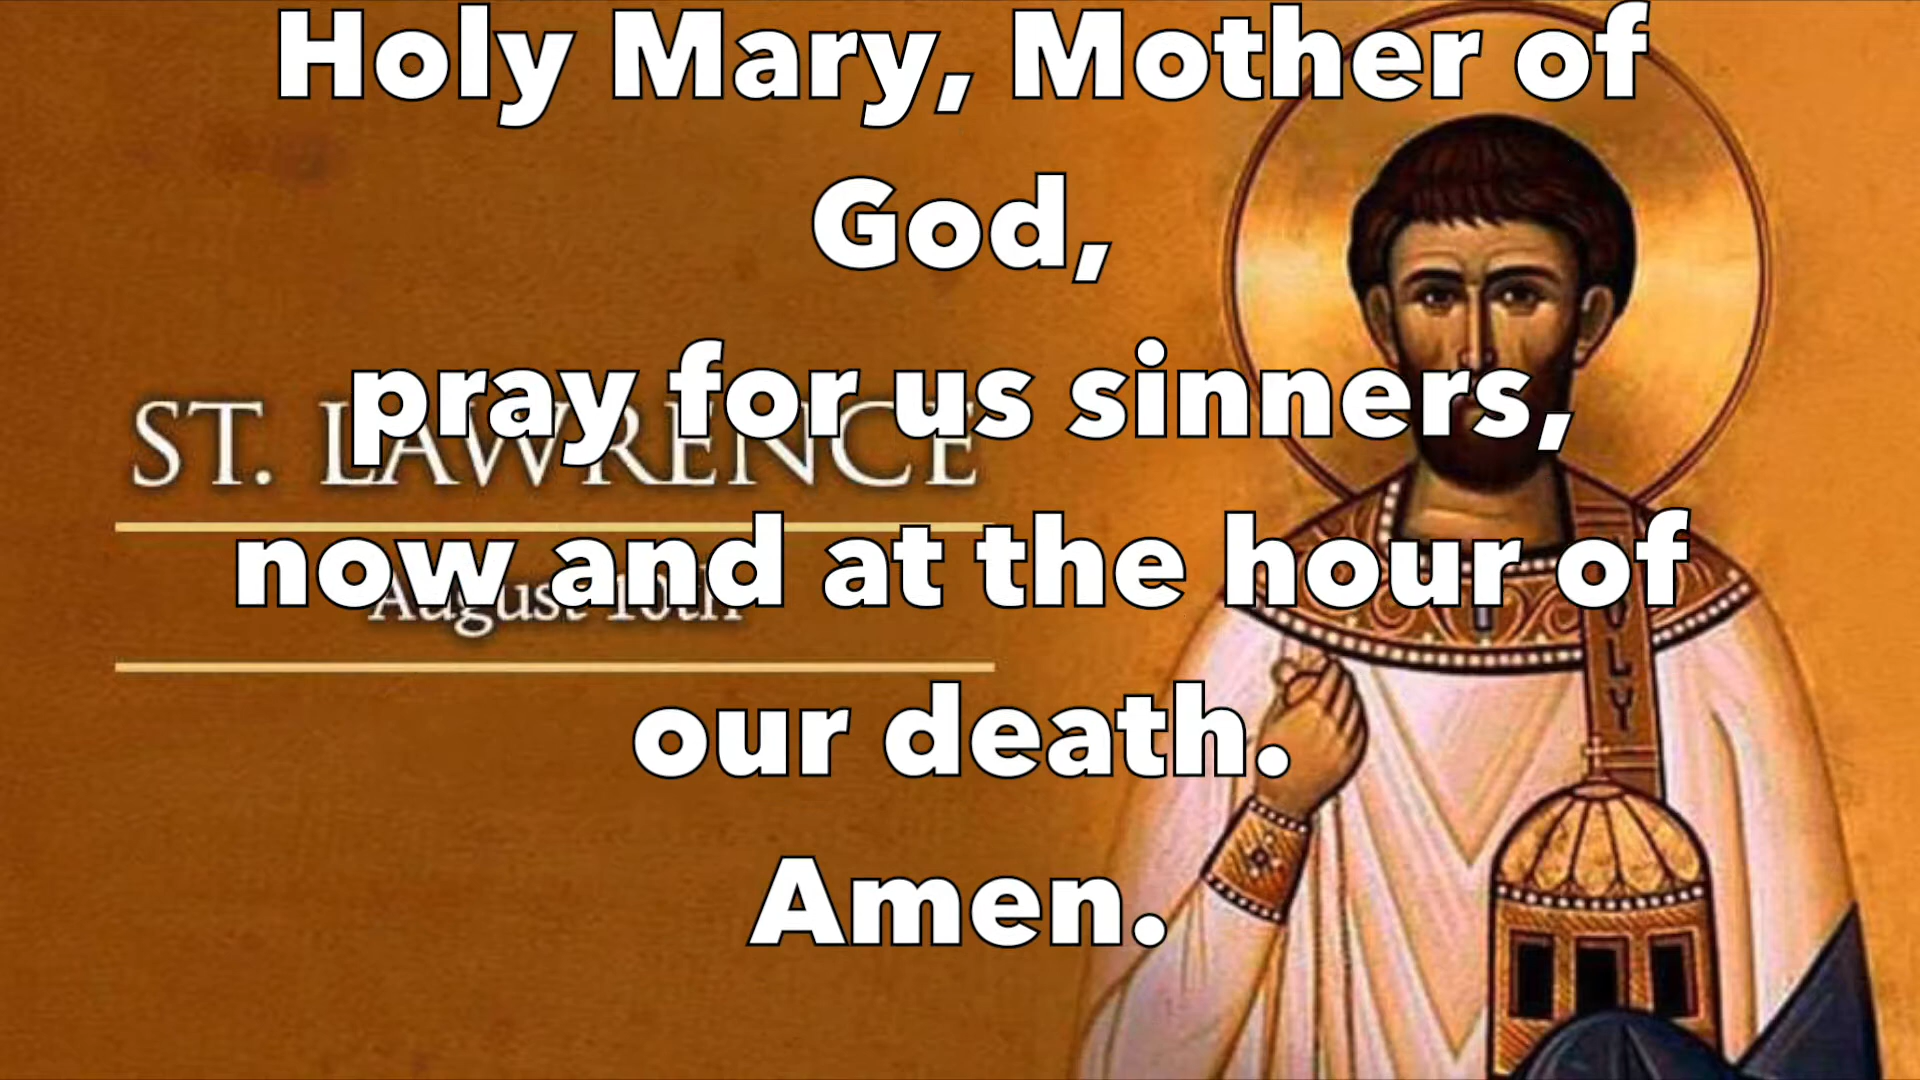 Holy Mary, Mother of
God,
pray for us sinners,
now and at the hour of
our death.
Amen.
ST. LAWRENCE
August 10th